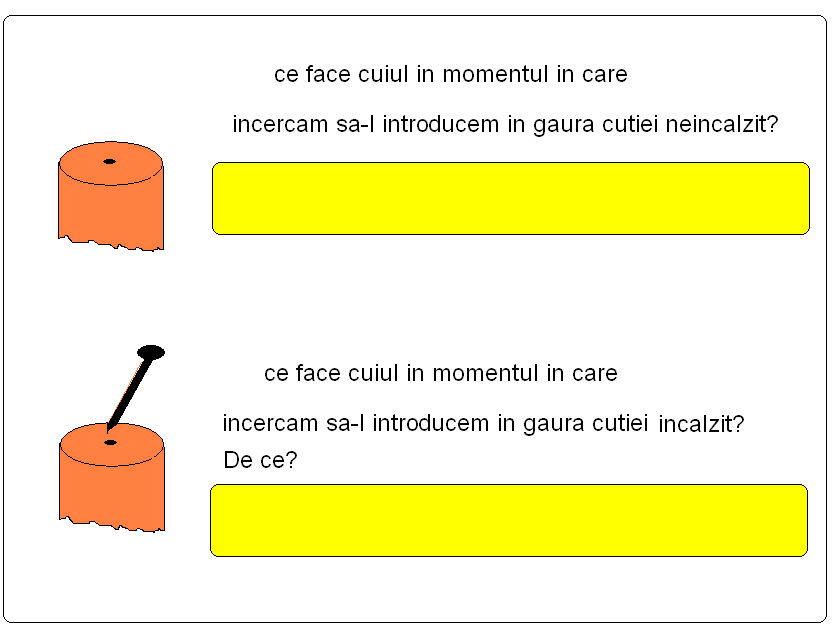 ce face cuiul in momentul in care
incercam sa-l introducem in gaura cutiei neincalzit?
ce face cuiul in momentul in care
incercam sa-l introducem in gaura cutiei incalzit?
De ce?